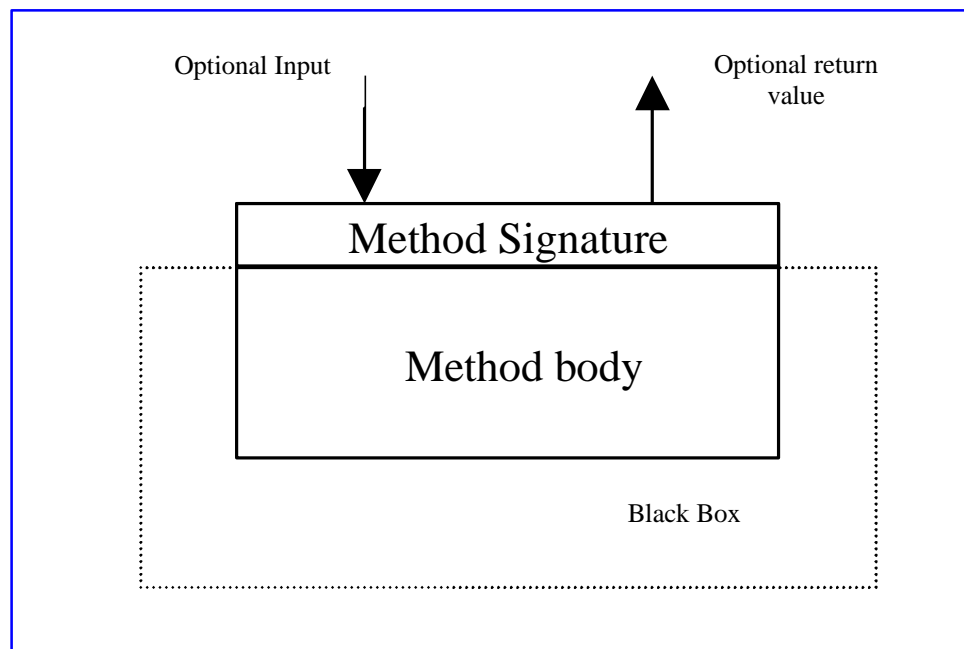 Optional Input
Optional return
value
Method Signature
Method body
Black Box